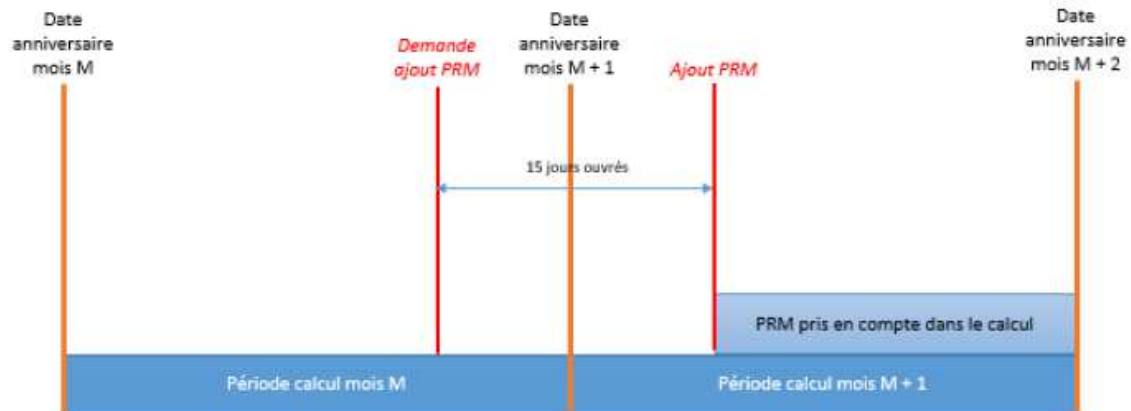 Date
anniversaire
mois M
Demande
ajout PRM
Date
anniversaire
mois M + 1
Ajout PRM
Date
anniversaire
mois M + 2
15 jours ouvrés
PRM pris en compte dans le calcul
Période calcul mois M
Période calcul mois M + 1